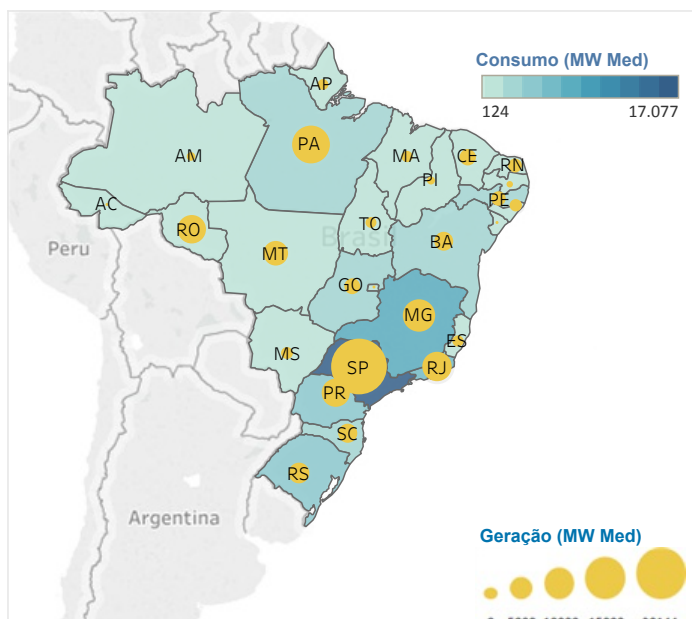 Consumo (MW Med)
124 17.077
AP
PA
AM
MA
CE
RN
PI
PE
AC
TO
RO
Brasil
BA
Peru
MT
GO
MG
MS
ES
SP
RJ
PR
SC
RS
Argentina
Geração (MW Med)